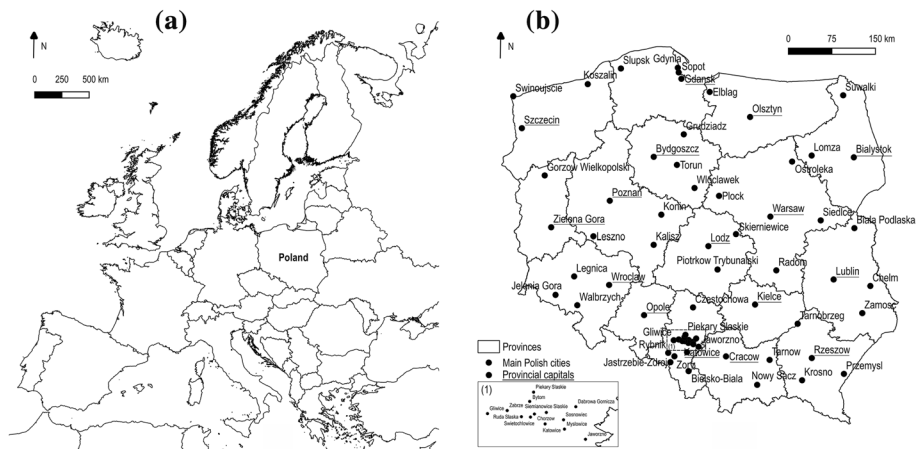 (a)
N
0 250 500 km
Poland
(b)
N
0 75 150 km
Slupsk
Gdynia
Sopot
Gdansk
Koszalin
Swinoujscie
Elblag
Suwalki
Szczecin
Olsztyn
Grudziadz
Bydgoszcz
Lomza
Bialystok
Torun
Ostroleka
Gorzow Wielkopolski
Wloclawek
Poznan
Plock
Konin
Warsaw
Siedlce
Biala Podlaska
Zielona Gora
Leszno
Kalisz
Lodz
Skierniewice
Piotrkow Trybunalski
Radom
Legnica
Wroclaw
Lublin
Chelm
Jelenia Gora
Walbrzych
Opole
Czestochowa
Kielce
Zamosc
Tarnobrzeg
Gliwice
Piekary Slaskie
Rybnik
(1)
Jaworzno
Katowice
Cracow
Tarnow
Rzeszow
Przemysl
Jastrzebie-Zdroj
Zory
Bielsko-Biala
Nowy Sacz
Krosno
Provinces
Main Polish cities
Provincial capitals
(1)
Piekary Slaskie
Bytom
Zabrze
Siemianowice Slaskie
Dabrowa Gornicza
Gliwice
Ruda Slaska
Chorzow
Sosnowiec
Swietochlowice
Katowice
Myslowice
Jaworzno